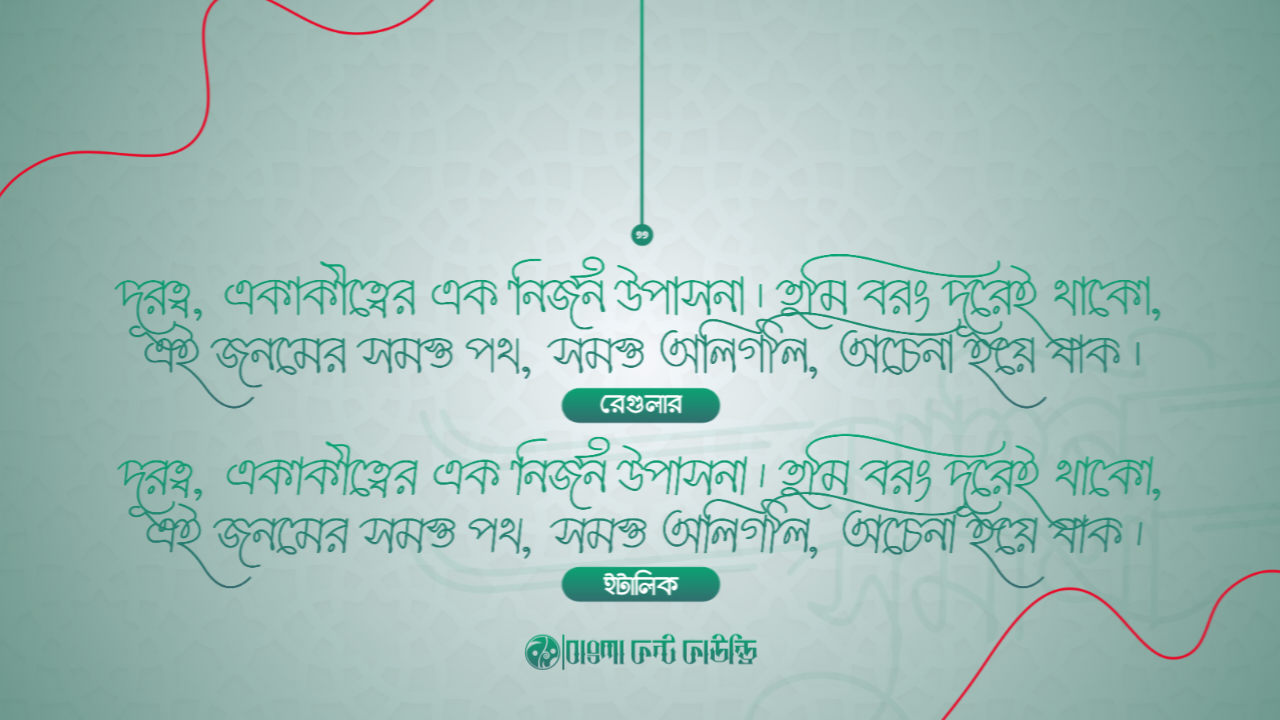 দূরত্ব, একাকীত্বের এক নির্জন উপাসনা। তুমি বরং দূরেই থাকো,
এই জনমের সমস্ত পথ, সমস্ত অলিগলি, অচেনা হয়ে যাক।
রেগুলার
দূরত্ব, একাকীত্বের এক নির্জন উপাসনা। তুমি বরং দূরেই থাকো,
এই জনমের সমস্ত পথ, সমস্ত অলিগলি, অচেনা হয়ে যাক।
ইটালিক
বাংলা ফন্ট ফাউন্ড্রি